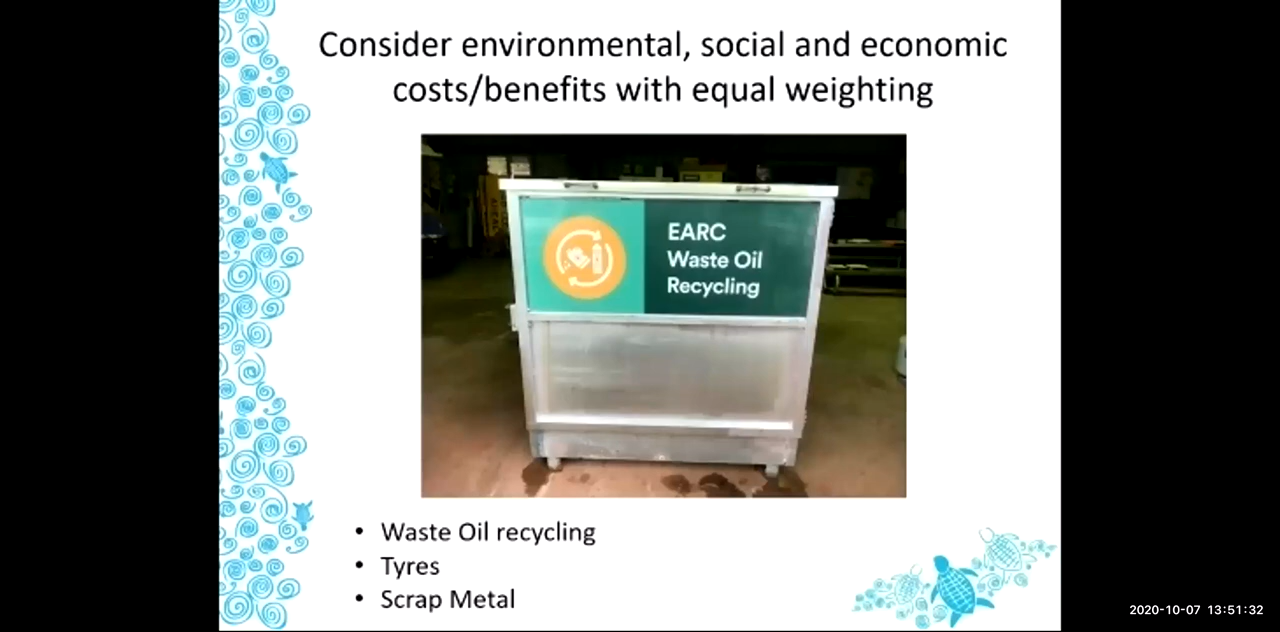 Consider environmental, social and economic
costs/benefits with equal weighting
EARC
Waste Oil
Recycling
• Waste Oil recycling
• Tyres
• Scrap Metal
2020-10-07 13:51:32